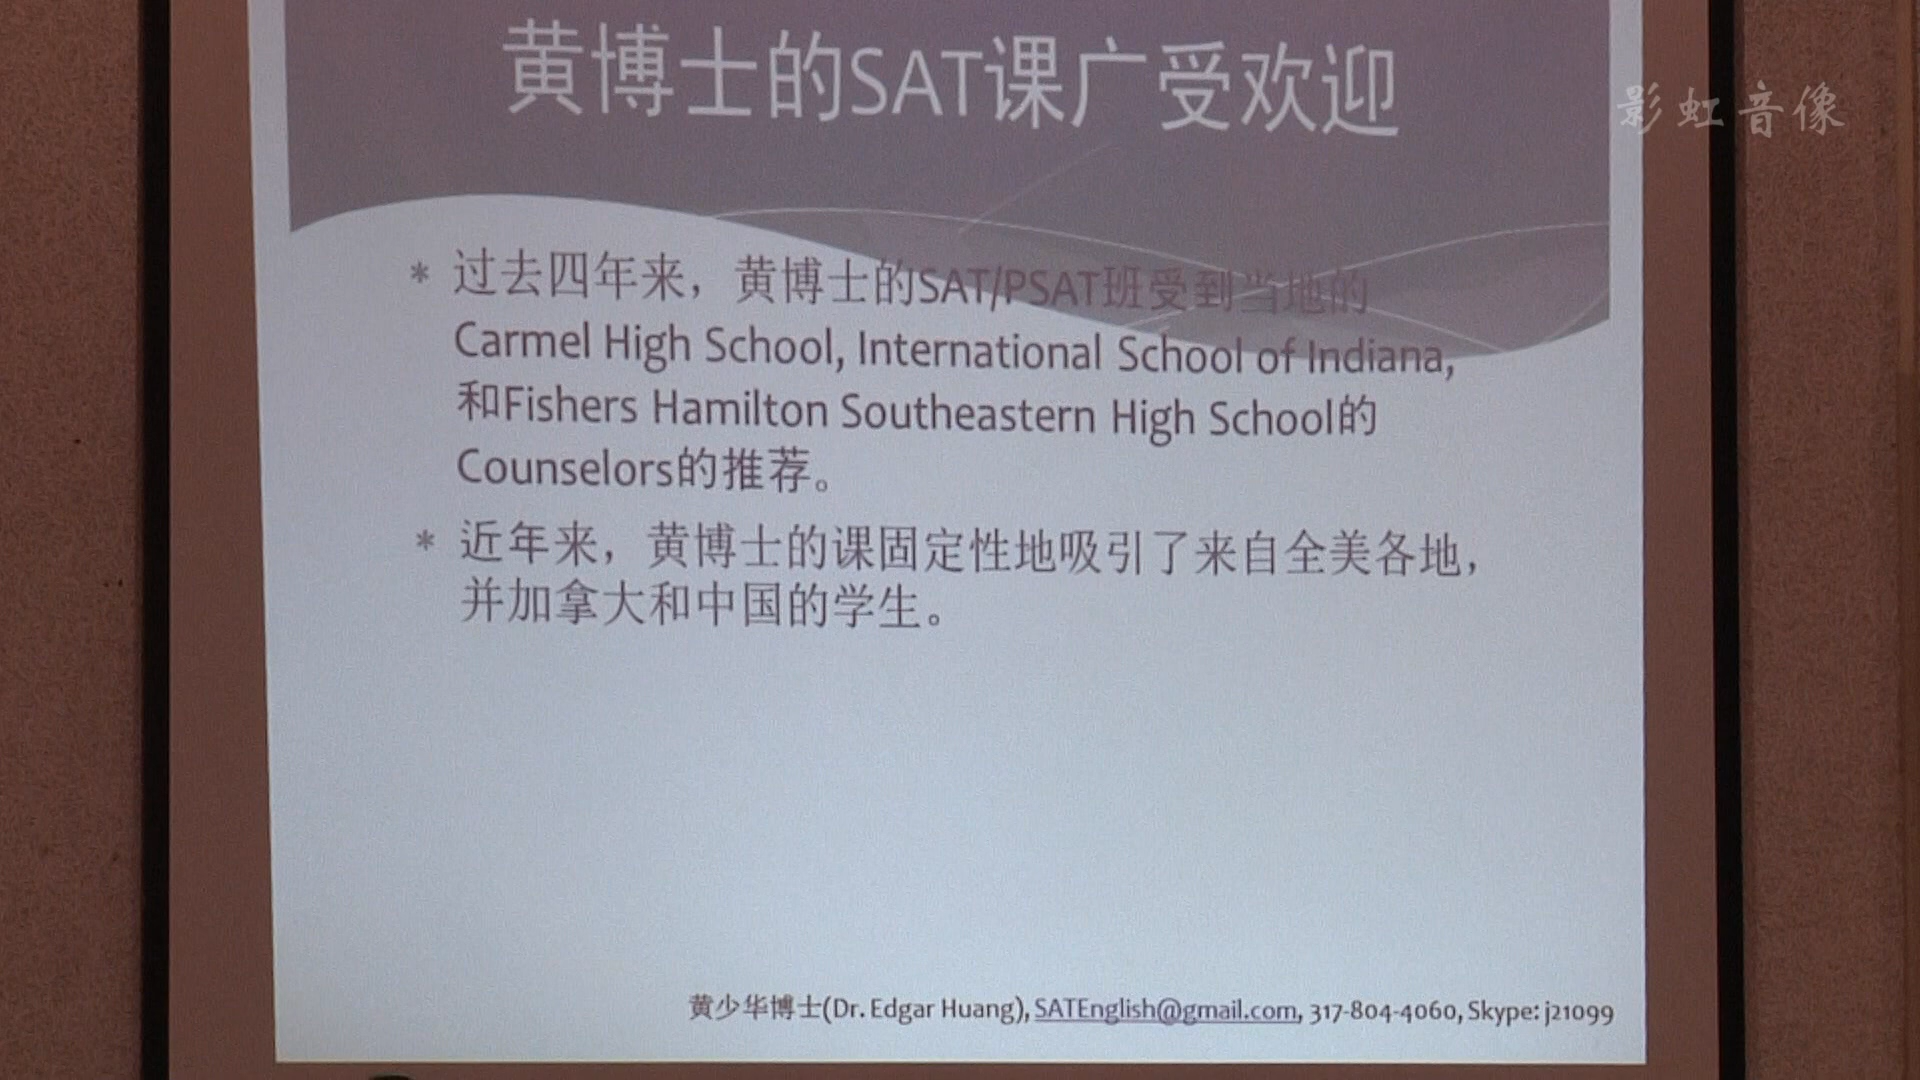 黄博士的SAT课广受欢迎
影虹音像
* 过去四年来，黄博士的SAT/PSAT班受到当地的
Carmel High School, International School of Indiana,
和Fishers Hamilton Southeastern High School的
Counselors的推荐。
* 近年来，黄博士的课固定性地吸引了来自全美各地，
并加拿大和中国的学生。
黄少华博士(Dr. Edgar Huang), SATEnglish@gmail.com, 317-804-4060, Skype: j21099